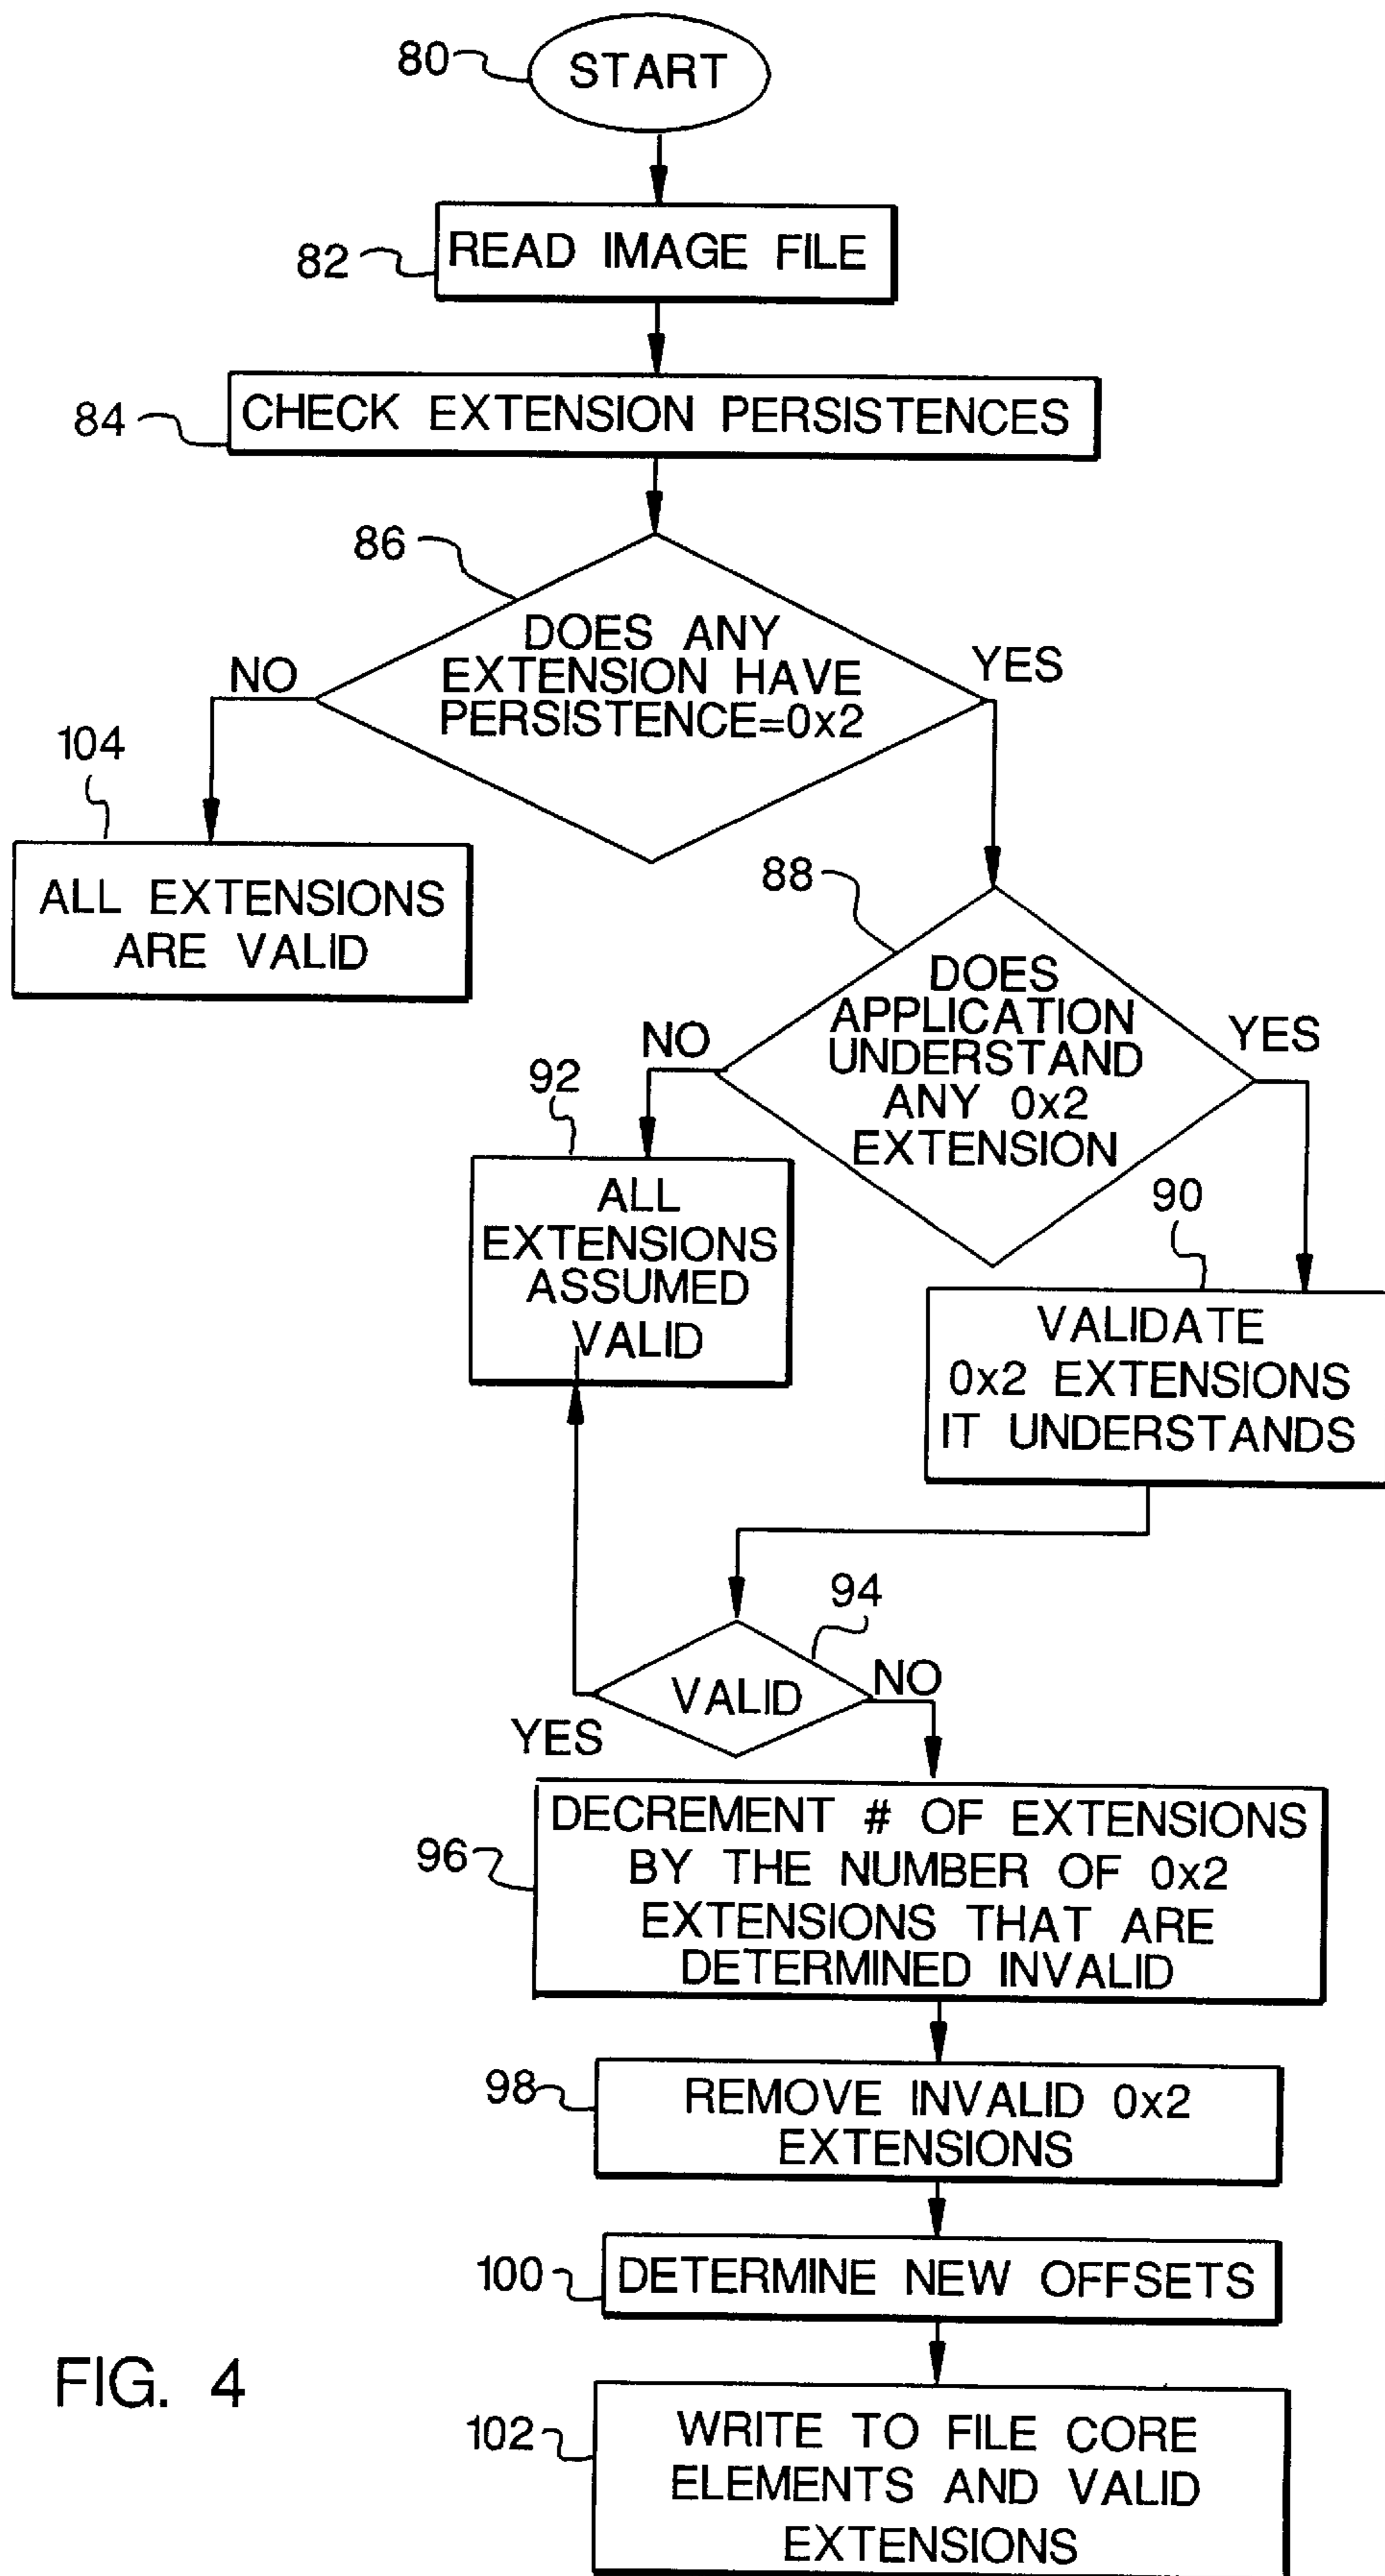 80
START
82
READ IMAGE FILE
84
CHECK EXTENSION PERSISTENCES
86
DOES ANY
EXTENSION HAVE
PERSISTENCE=0x2
NO
YES
104
ALL EXTENSIONS
ARE VALID
88
DOES
APPLICATION
UNDERSTAND
ANY 0x2
EXTENSION
NO
YES
92
ALL
EXTENSIONS
ASSUMED
VALID
90
VALIDATE
0x2 EXTENSIONS
IT UNDERSTANDS
94
VALID
NO
YES
96
DECREMENT # OF EXTENSIONS
BY THE NUMBER OF 0x2
EXTENSIONS THAT ARE
DETERMINED INVALID
98
REMOVE INVALID 0x2
EXTENSIONS
100
DETERMINE NEW OFFSETS
102
WRITE TO FILE CORE
ELEMENTS AND VALID
EXTENSIONS
FIG. 4